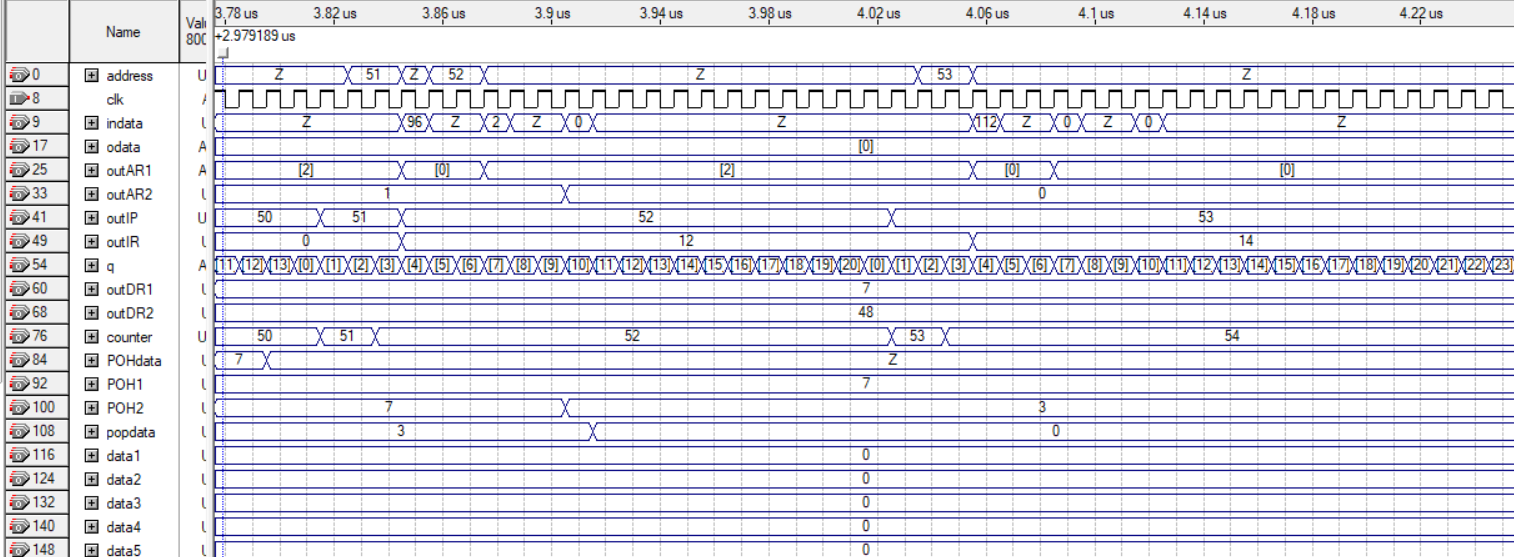 3.78 us 3.82 us 3.86 us 3.9 us 3.94 us 3.98 us 4.02 us 4.06 us 4.1 us 4.14 us 4.18 us 4.22 us
Name
+2.979189 us
0 address U Z 51 Z 52 Z 53 Z
8 clk
9 indata Z 96 Z 2 Z 0 Z 112 Z 0 Z 0 Z
17 odata A [0]
25 outAR1 A [2] [0] [2] [0] [0]
33 outAR2 1 0
41 outIP U 50 51 52 53
49 outIR 0 12 14
54 q A [12] [13] [0] [1] [2] [3] [4] [5] [6] [7] [8] [9] [10] [11] [12] [13] [14] [15] [16] [17] [18] [19] [20] [0] [1] [2] [3] [4] [5] [6] [7] [8] [9] [10] [11] [12] [13] [14] [15] [16] [17] [18] [19] [20] [21] [22] [23]
60 outDR1 7
68 outDR2 48
76 counter U 50 51 52 53 54
84 POHdata 7 Z
92 POH1 7
100 POH2 7 3
108 popdata 3 0
116 data1 0
124 data2 0
132 data3 0
140 data4 0
148 data5 0